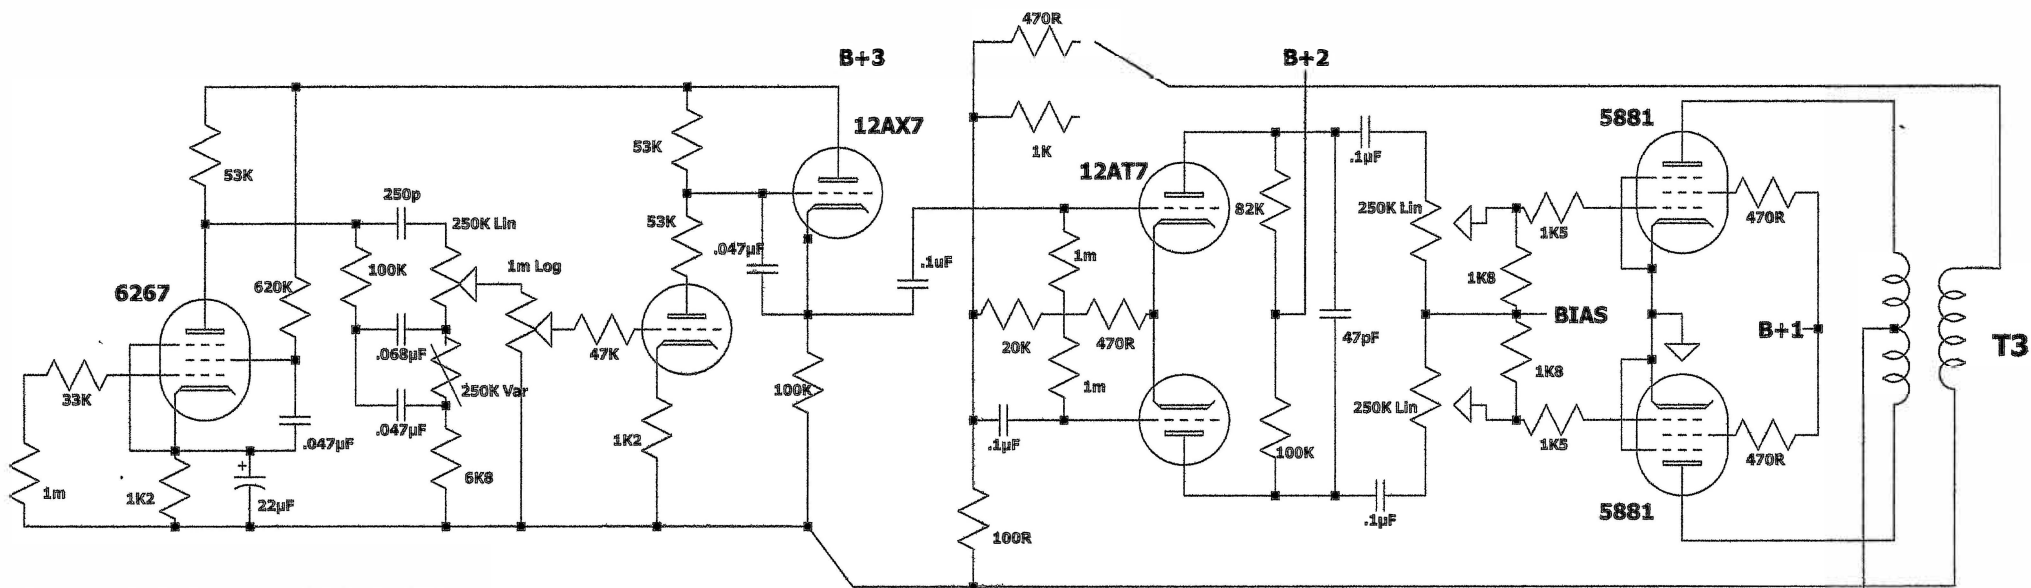 470R
B+3
B+2
12AX7
1K
5881
53K
53K
.1µF
12AT7
250p
250K Lin
53K
82K
250K Lin
1K5
470R
.047µF
100K
1m Log
.1uF
1m
1K8
6267
620K
BIAS
B+1
T3
.068µF
47K
20K
470R
47pF
33K
250K Var
100K
1m
1K8
.047µF
250K Lin
.047µF
1K2
.1µF
1K5
100K
470R
6K8
1m
1K2
+
22µF
.1µF
5881
100R